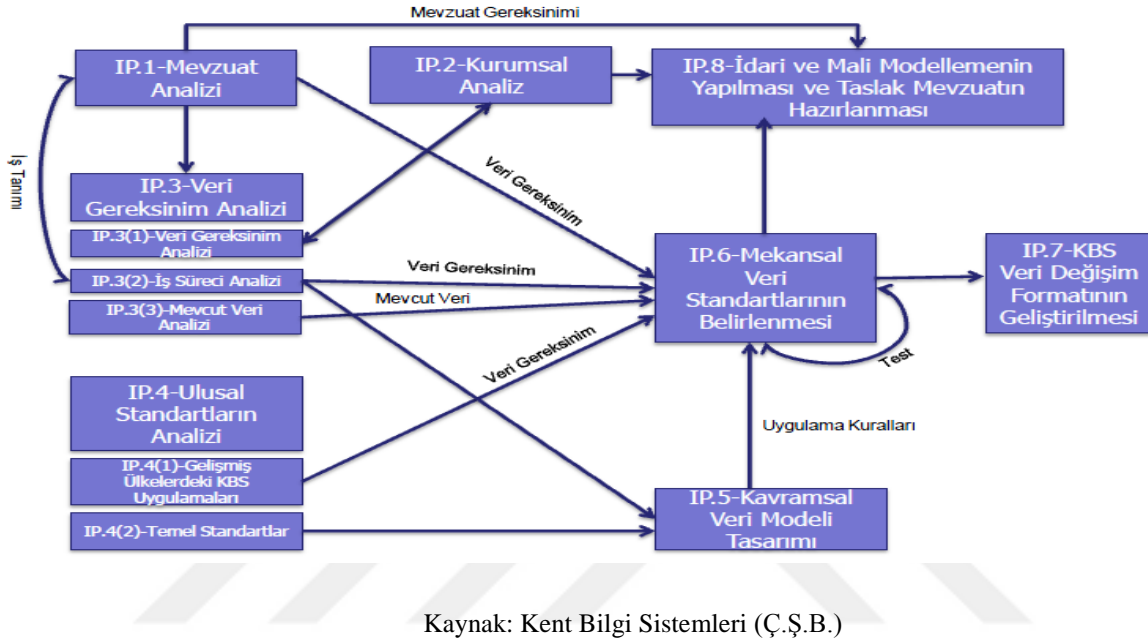 Mevzuat Gereksinimi
IP.1-Mevzuat
Analizi
IP.2-Kurumsal
Analiz
IP.8-İdari ve Mali Modellemenin
Yapılması ve Taslak Mevzuatın
Hazırlanması
İş Tanımı
Veri Gereksinim
IP.3-Veri
Gereksinim Analizi
IP.3(1)-Veri Gereksinim
Analizi
IP.3(2)-İş Süreci Analizi
IP.3(3)-Mevcut Veri
Analizi
Veri Gereksinim
Mevcut Veri
Veri Gereksinim
IP.6-Mekansal
Veri
Standartlarının
Belirlenmesi
IP.7-KBS
Veri Değişim
Formatının
Geliştirilmesi
Test
IP.4-Ulusal
Standartların
Analizi
IP.4(1)-Gelişmiş
Ülkelerdeki KBS
Uygulamaları
IP.4(2)-Temel Standartlar
Uygulama Kuralları
IP.5-Kavramsal
Veri Modeli
Tasarımı
Kaynak: Kent Bilgi Sistemleri (Ç.Ş.B.)